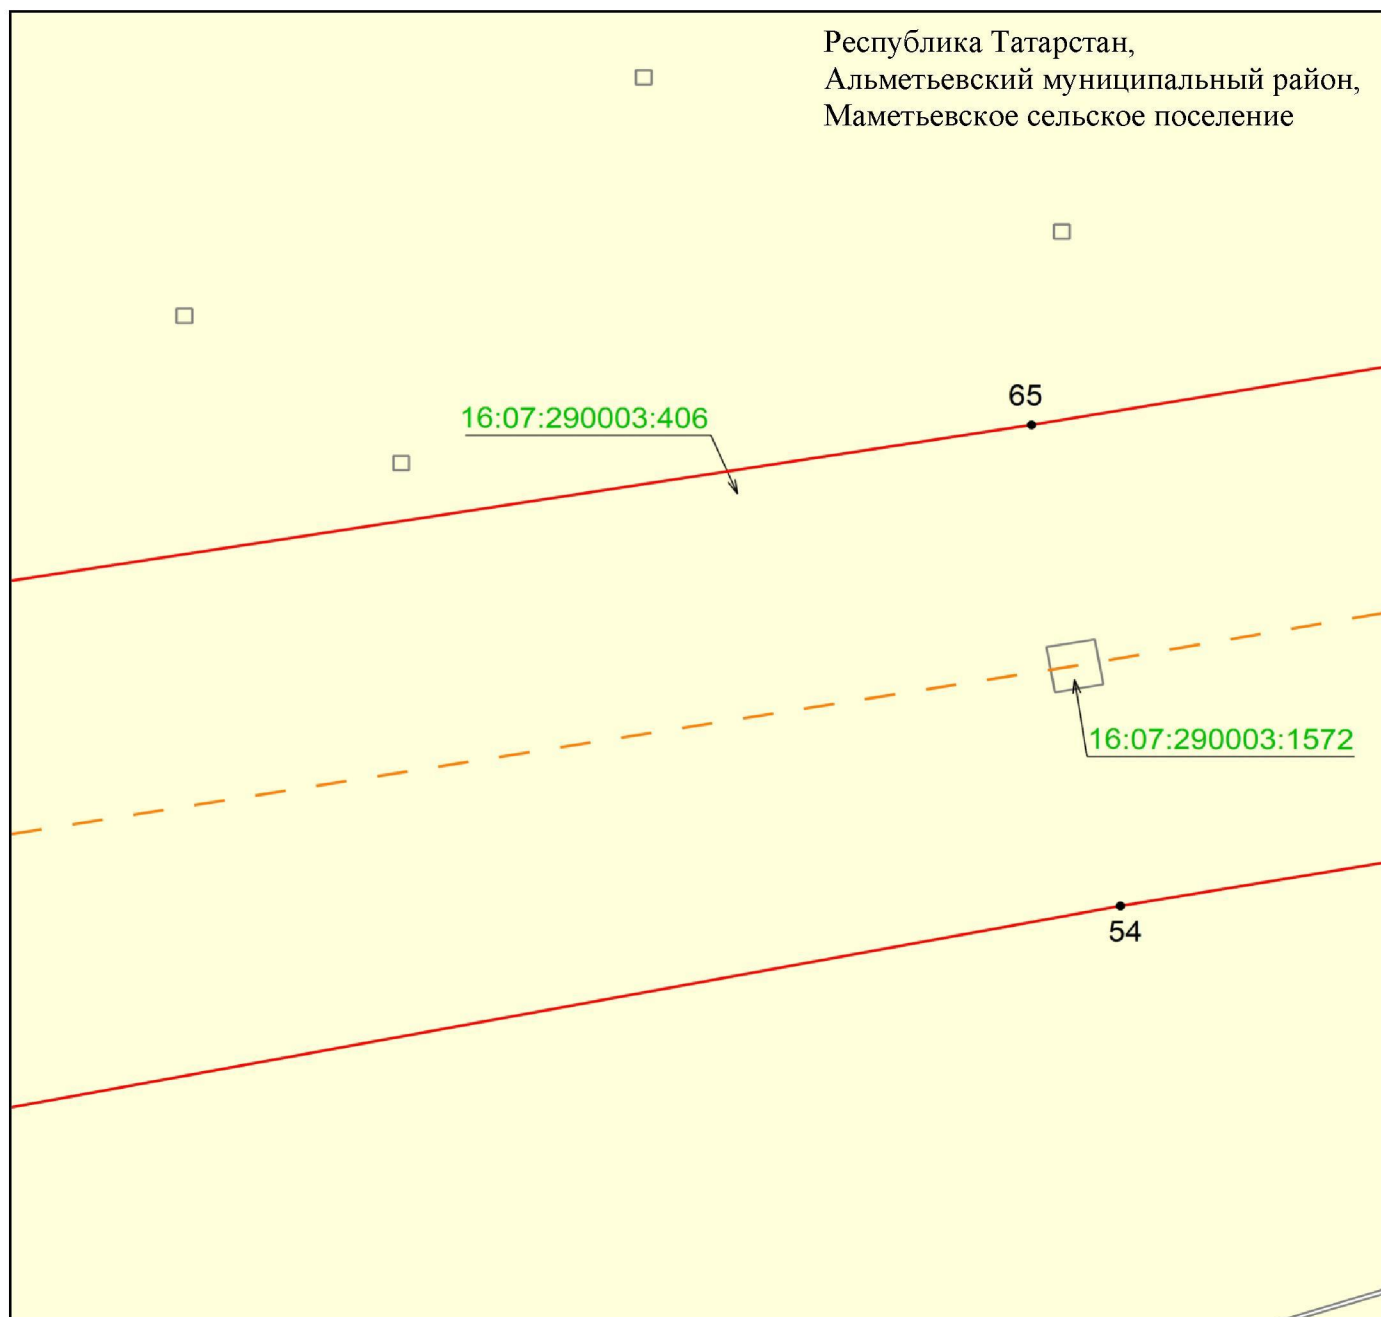 Республика Татарстан,
Альметьевский муниципальный район,
Маметьевское сельское поселение
65
16:07:290003:406
16:07:290003:1572
54